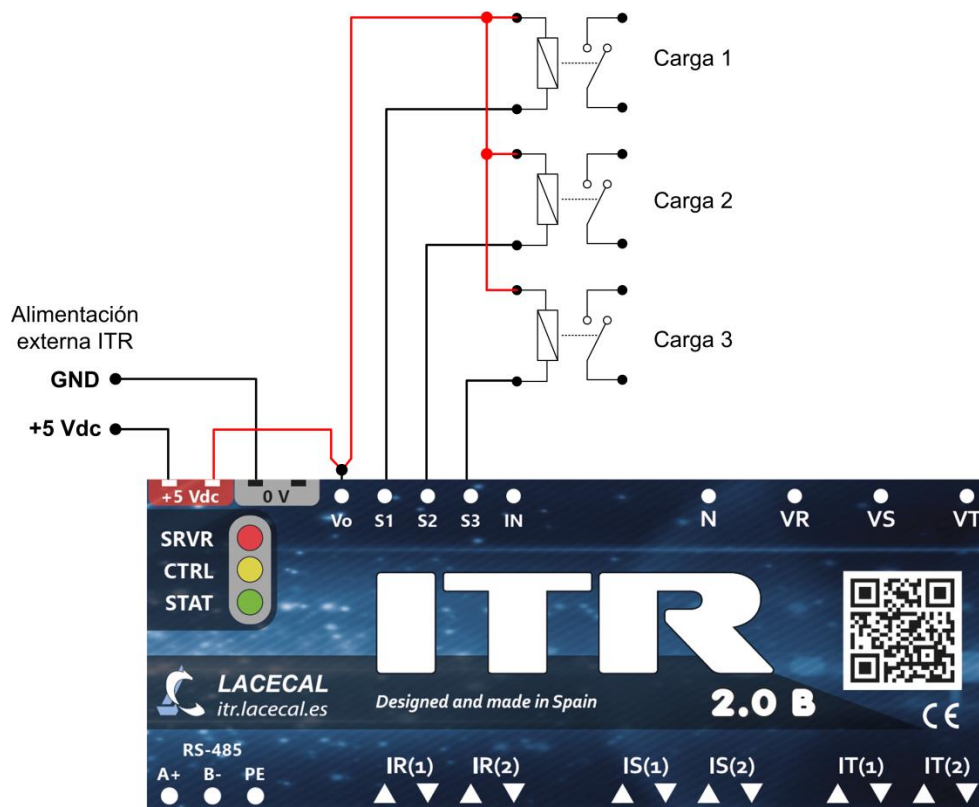 Carga 1
Carga 2
Carga 3
Alimentación
externa ITR
GND
+5 Vdc
+5 Vdc
0 V
Vo
S1
S2
S3
IN
N
VR
VS
VT
SRVR
CTRL
STAT
ITR
2.0 B
LACECAL
itr.lacecal.es
Designed and made in Spain
CE
RS-485
A+
B-
PE
IR(1)
IR(2)
IS(1)
IS(2)
IT(1)
IT(2)